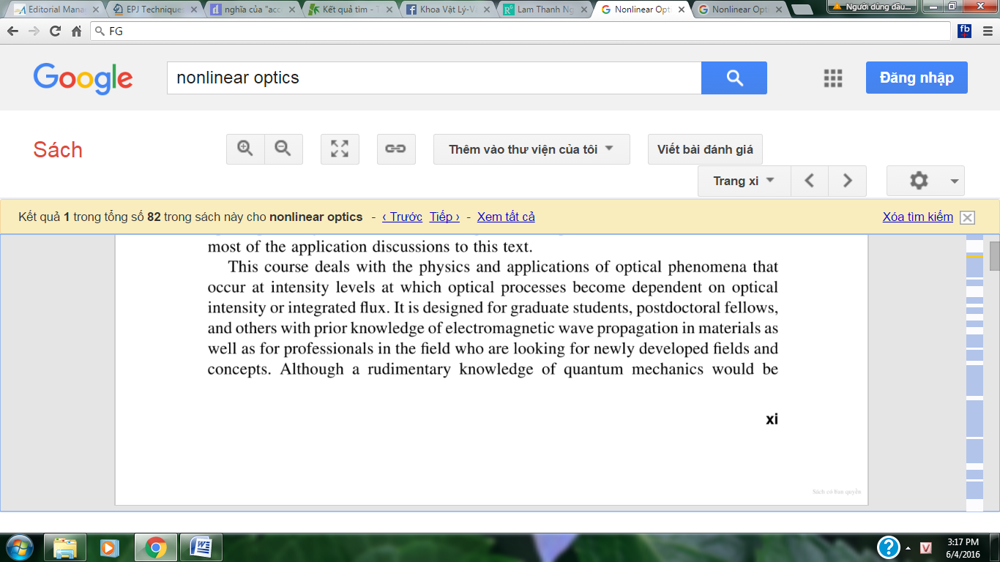 Editorial Mana
EPJ Technique
nghĩa của "acc
Kết quả tìm - T
Khoa Vật Lý-Vó
Lam Thanh Ng
Nonlinear Opt
Nonlinear Opt
Người dùng đầu...
FG
fb
Google
nonlinear optics
Đăng nhập
Sách
Thêm vào thư viện của tôi
Viết bài đánh giá
Trang xi
Kết quả 1 trong tổng số 82 trong sách này cho nonlinear optics - ‹ Trước Tiếp › - Xem tất cả
Xóa tìm kiếm
most of the application discussions to this text.
This course deals with the physics and applications of optical phenomena that
occur at intensity levels at which optical processes become dependent on optical
intensity or integrated flux. It is designed for graduate students, postdoctoral fellows,
and others with prior knowledge of electromagnetic wave propagation in materials as
well as for professionals in the field who are looking for newly developed fields and
concepts. Although a rudimentary knowledge of quantum mechanics would be
xi
Sách có bản quyền
3:17 PM
6/4/2016